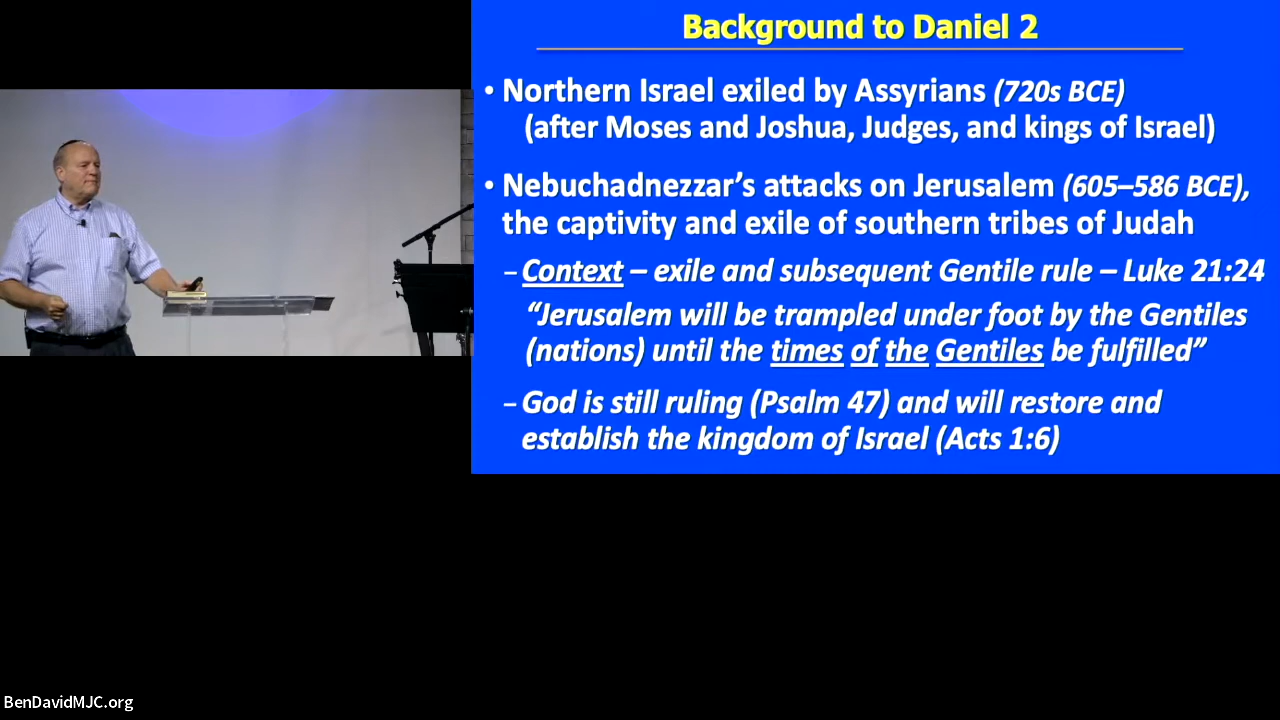 Background to Daniel 2
• Northern Israel exiled by Assyrians (720s BCE)
(after Moses and Joshua, Judges, and kings of Israel)
• Nebuchadnezzar’s attacks on Jerusalem (605–586 BCE),
the captivity and exile of southern tribes of Judah
– Context – exile and subsequent Gentile rule – Luke 21:24
“Jerusalem will be trampled under foot by the Gentiles
(nations) until the times of the Gentiles be fulfilled”
– God is still ruling (Psalm 47) and will restore and
establish the kingdom of Israel (Acts 1:6)
BenDavidMJC.org